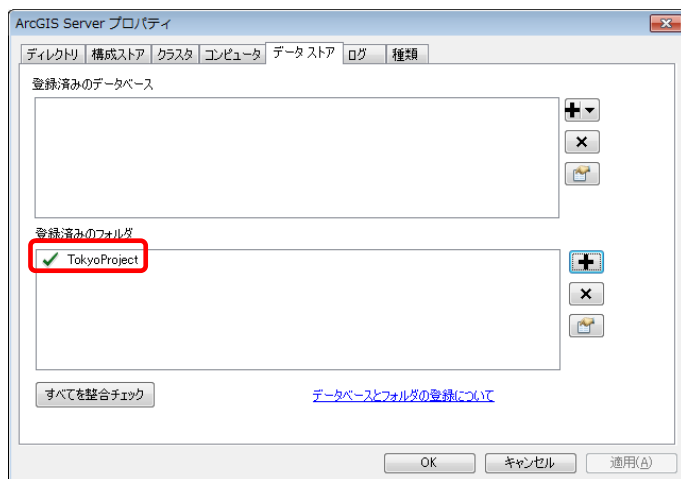 ArcGIS Server プロパティ
ディレクトリ 構成ストア クラスタ コンピュータ データ ストア ログ 種類
登録済みのデータベース
登録済みのフォルダ
TokyoProject
すべてを整合チェック データベースとフォルダの登録について
OK キャンセル 適用(A)